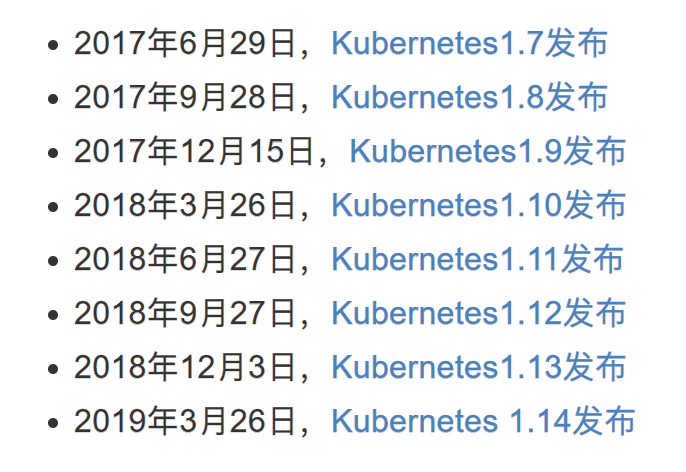 2017年6月29日，Kubernetes1.7发布
2017年9月28日，Kubernetes1.8发布
2017年12月15日，Kubernetes1.9发布
2018年3月26日，Kubernetes1.10发布
2018年6月27日，Kubernetes1.11发布
2018年9月27日，Kubernetes1.12发布
2018年12月3日，Kubernetes1.13发布
2019年3月26日，Kubernetes 1.14发布